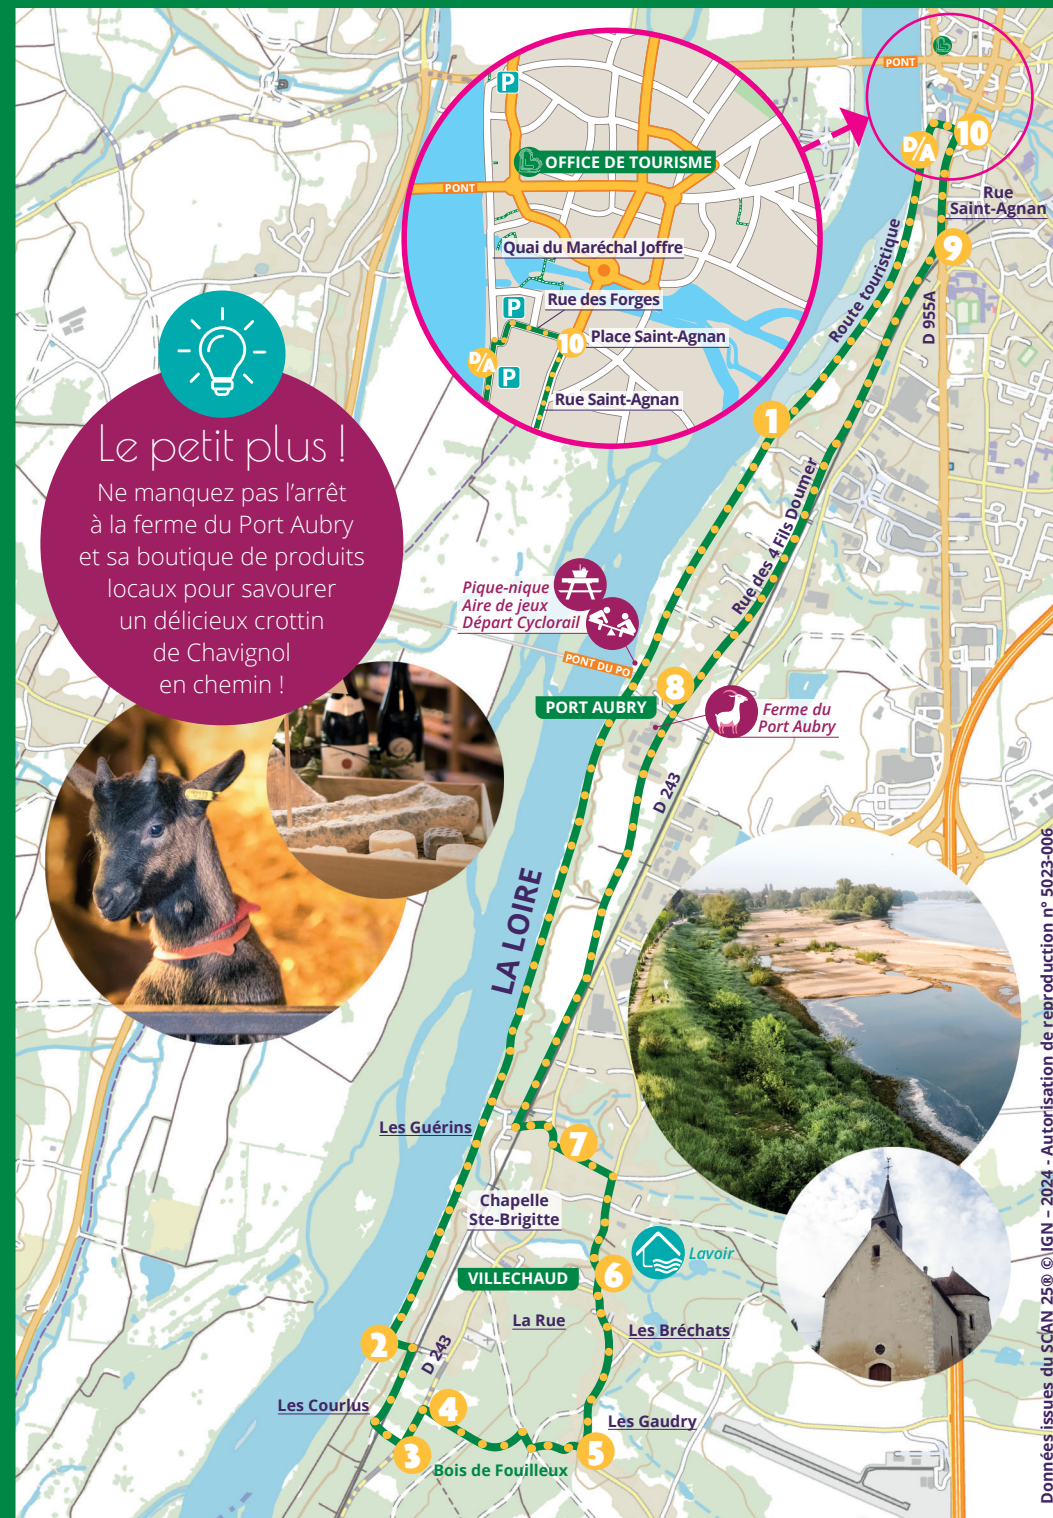 PONT
10
D/A
Rue
Saint-Agnan
9
Route touristique
D 955A
P
OFFICE DE TOURISME
PONT
Quai du Maréchal Joffre
Rue des Forges
P
10
Place Saint-Agnan
D/A
P
Rue Saint-Agnan
Le petit plus !
Ne manquez pas l'arrêt
à la ferme du Port Aubry
et sa boutique de produits
locaux pour savourer
un délicieux crottin
de Chavignol
en chemin !
1
Rue des 4 Fils Doumer
Pique-nique
Aire de jeux
Départ Cyclorail
PONT DU PO
8
PORT AUBRY
Ferme du
Port Aubry
D 243
LA LOIRE
Les Guérins
7
Chapelle
Ste-Brigitte
Lavoir
6
VILLECHAUD
La Rue
Les Bréchats
2
D 243
Les Courlus
4
Les Gaudry
3
5
Bois de Fouilleux
Données issues du SCAN 25® © IGN – 2024 - Autorisation de reproduction n° 5023-006